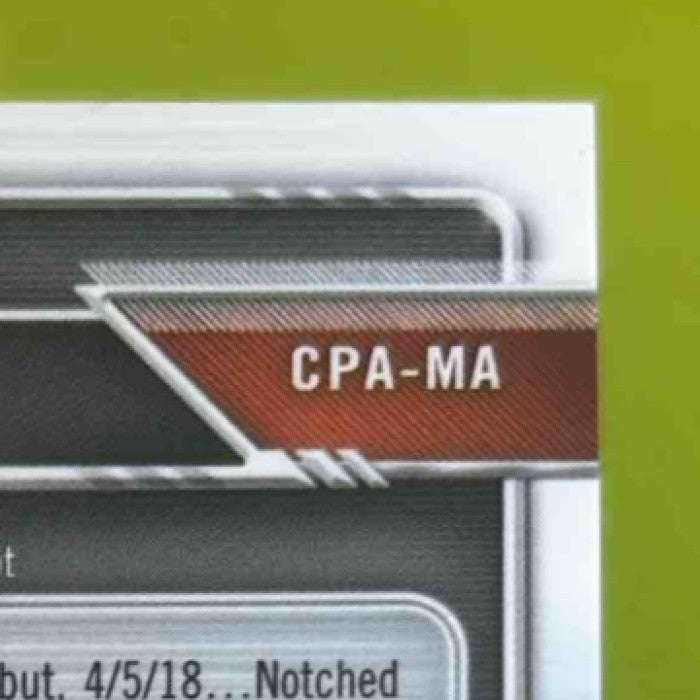 CPA-MA
t
but, 4/5/18...Notched